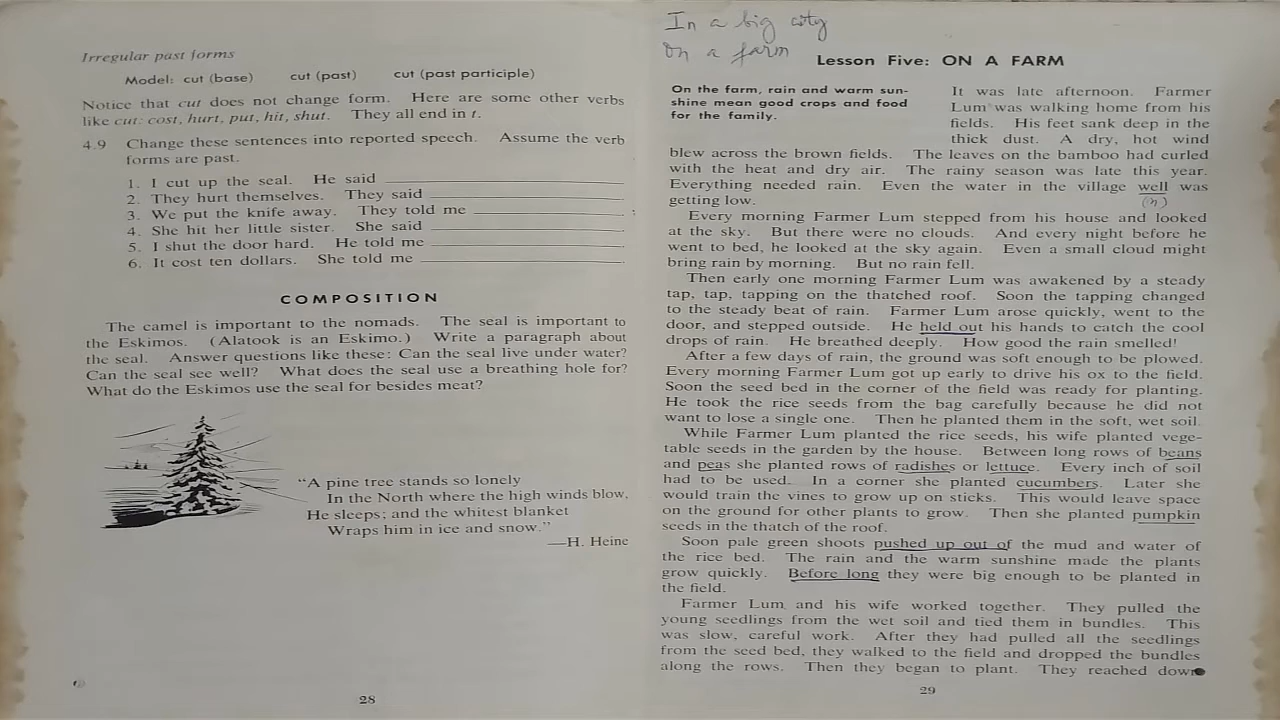 Irregular past forms
Model: cut (base) cut (past) cut (past participle)
Notice that cut does not change form. Here are some other verbs
like cut: cost, hurt, put, hit, shut. They all end in t.
4.9 Change these sentences into reported speech. Assume the verb
forms are past.
1. I cut up the seal. He said
2. They hurt themselves. They said
3. We put the knife away. They told me
4. She hit her little sister. She said
5. I shut the door hard. He told me
6. It cost ten dollars. She told me
COMPOSITION
The camel is important to the nomads. The seal is important to
the Eskimos. (Alatook is an Eskimo.) Write a paragraph about
the seal. Answer questions like these: Can the seal live under water?
Can the seal see well? What does the seal use a breathing hole for?
What do the Eskimos use the seal for besides meat?
"A pine tree stands so lonely
In the North where the high winds blow,
He sleeps; and the whitest blanket
Wraps him in ice and snow."
—H. Heine
28
In a big city
On a farm
Lesson Five: ON A FARM
On the farm, rain and warm sun-
shine mean good crops and food
for the family.
It was late afternoon. Farmer
Lum was walking home from his
fields. His feet sank deep in the
thick dust. A dry, hot wind
blew across the brown fields. The leaves on the bamboo had curled
with the heat and dry air. The rainy season was late this year.
Everything needed rain. Even the water in the village well was
getting low. (n)
Every morning Farmer Lum stepped from his house and looked
at the sky. But there were no clouds. And every night before he
went to bed, he looked at the sky again. Even a small cloud might
bring rain by morning. But no rain fell.
Then early one morning Farmer Lum was awakened by a steady
tap, tap, tapping on the thatched roof. Soon the tapping changed
to the steady beat of rain. Farmer Lum arose quickly, went to the
door, and stepped outside. He held out his hands to catch the cool
drops of rain. He breathed deeply. How good the rain smelled!
After a few days of rain, the ground was soft enough to be plowed.
Every morning Farmer Lum got up early to drive his ox to the field.
Soon the seed bed in the corner of the field was ready for planting.
He took the rice seeds from the bag carefully because he did not
want to lose a single one. Then he planted them in the soft, wet soil.
While Farmer Lum planted the rice seeds, his wife planted vege-
table seeds in the garden by the house. Between long rows of beans
and peas she planted rows of radishes or lettuce. Every inch of soil
had to be used. In a corner she planted cucumbers. Later she
would train the vines to grow up on sticks. This would leave space
on the ground for other plants to grow. Then she planted pumpkin
seeds in the thatch of the roof.
Soon pale green shoots pushed up out of the mud and water of
the rice bed. The rain and the warm sunshine made the plants
grow quickly. Before long they were big enough to be planted in
the field.
Farmer Lum and his wife worked together. They pulled the
young seedlings from the wet soil and tied them in bundles. This
was slow, careful work. After they had pulled all the seedlings
from the seed bed, they walked to the field and dropped the bundles
along the rows. Then they began to plant. They reached down
29